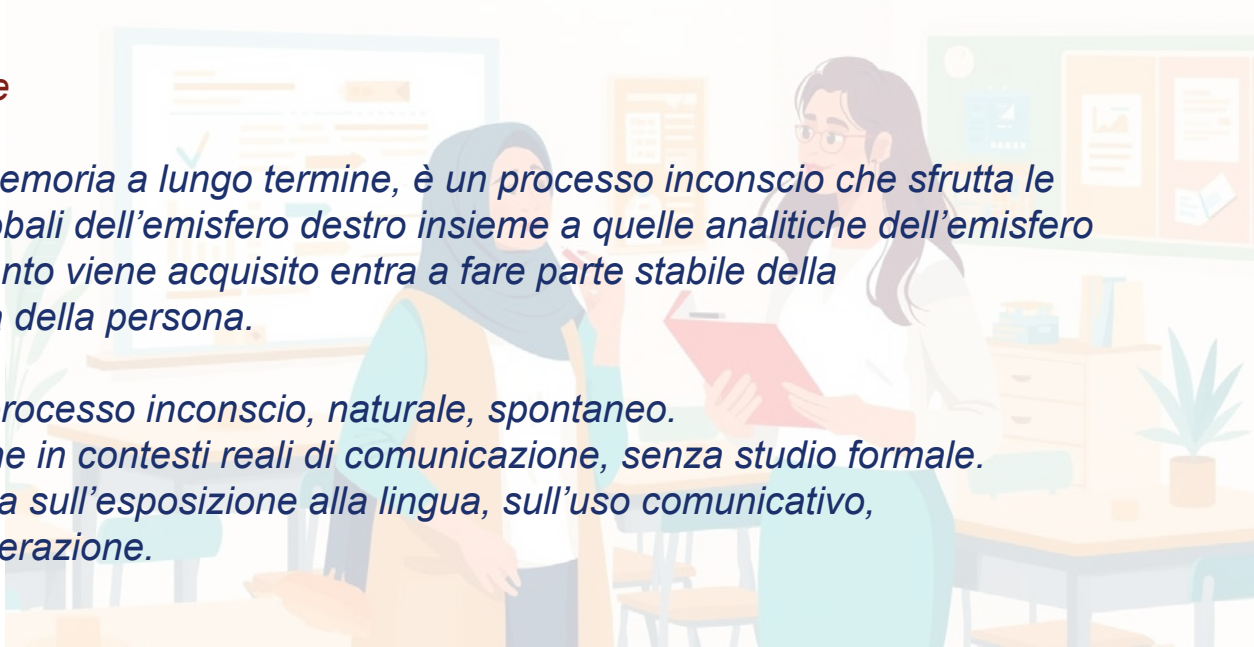 e
emoria a lungo termine, è un processo inconscio che sfrutta le
obali dell’emisfero destro insieme a quelle analitiche dell’emisfero
nto viene acquisito entra a fare parte stabile della
della persona.
rocesso inconscio, naturale, spontaneo.
ne in contesti reali di comunicazione, senza studio formale.
a sull’esposizione alla lingua, sull’uso comunicativo,
erazione.